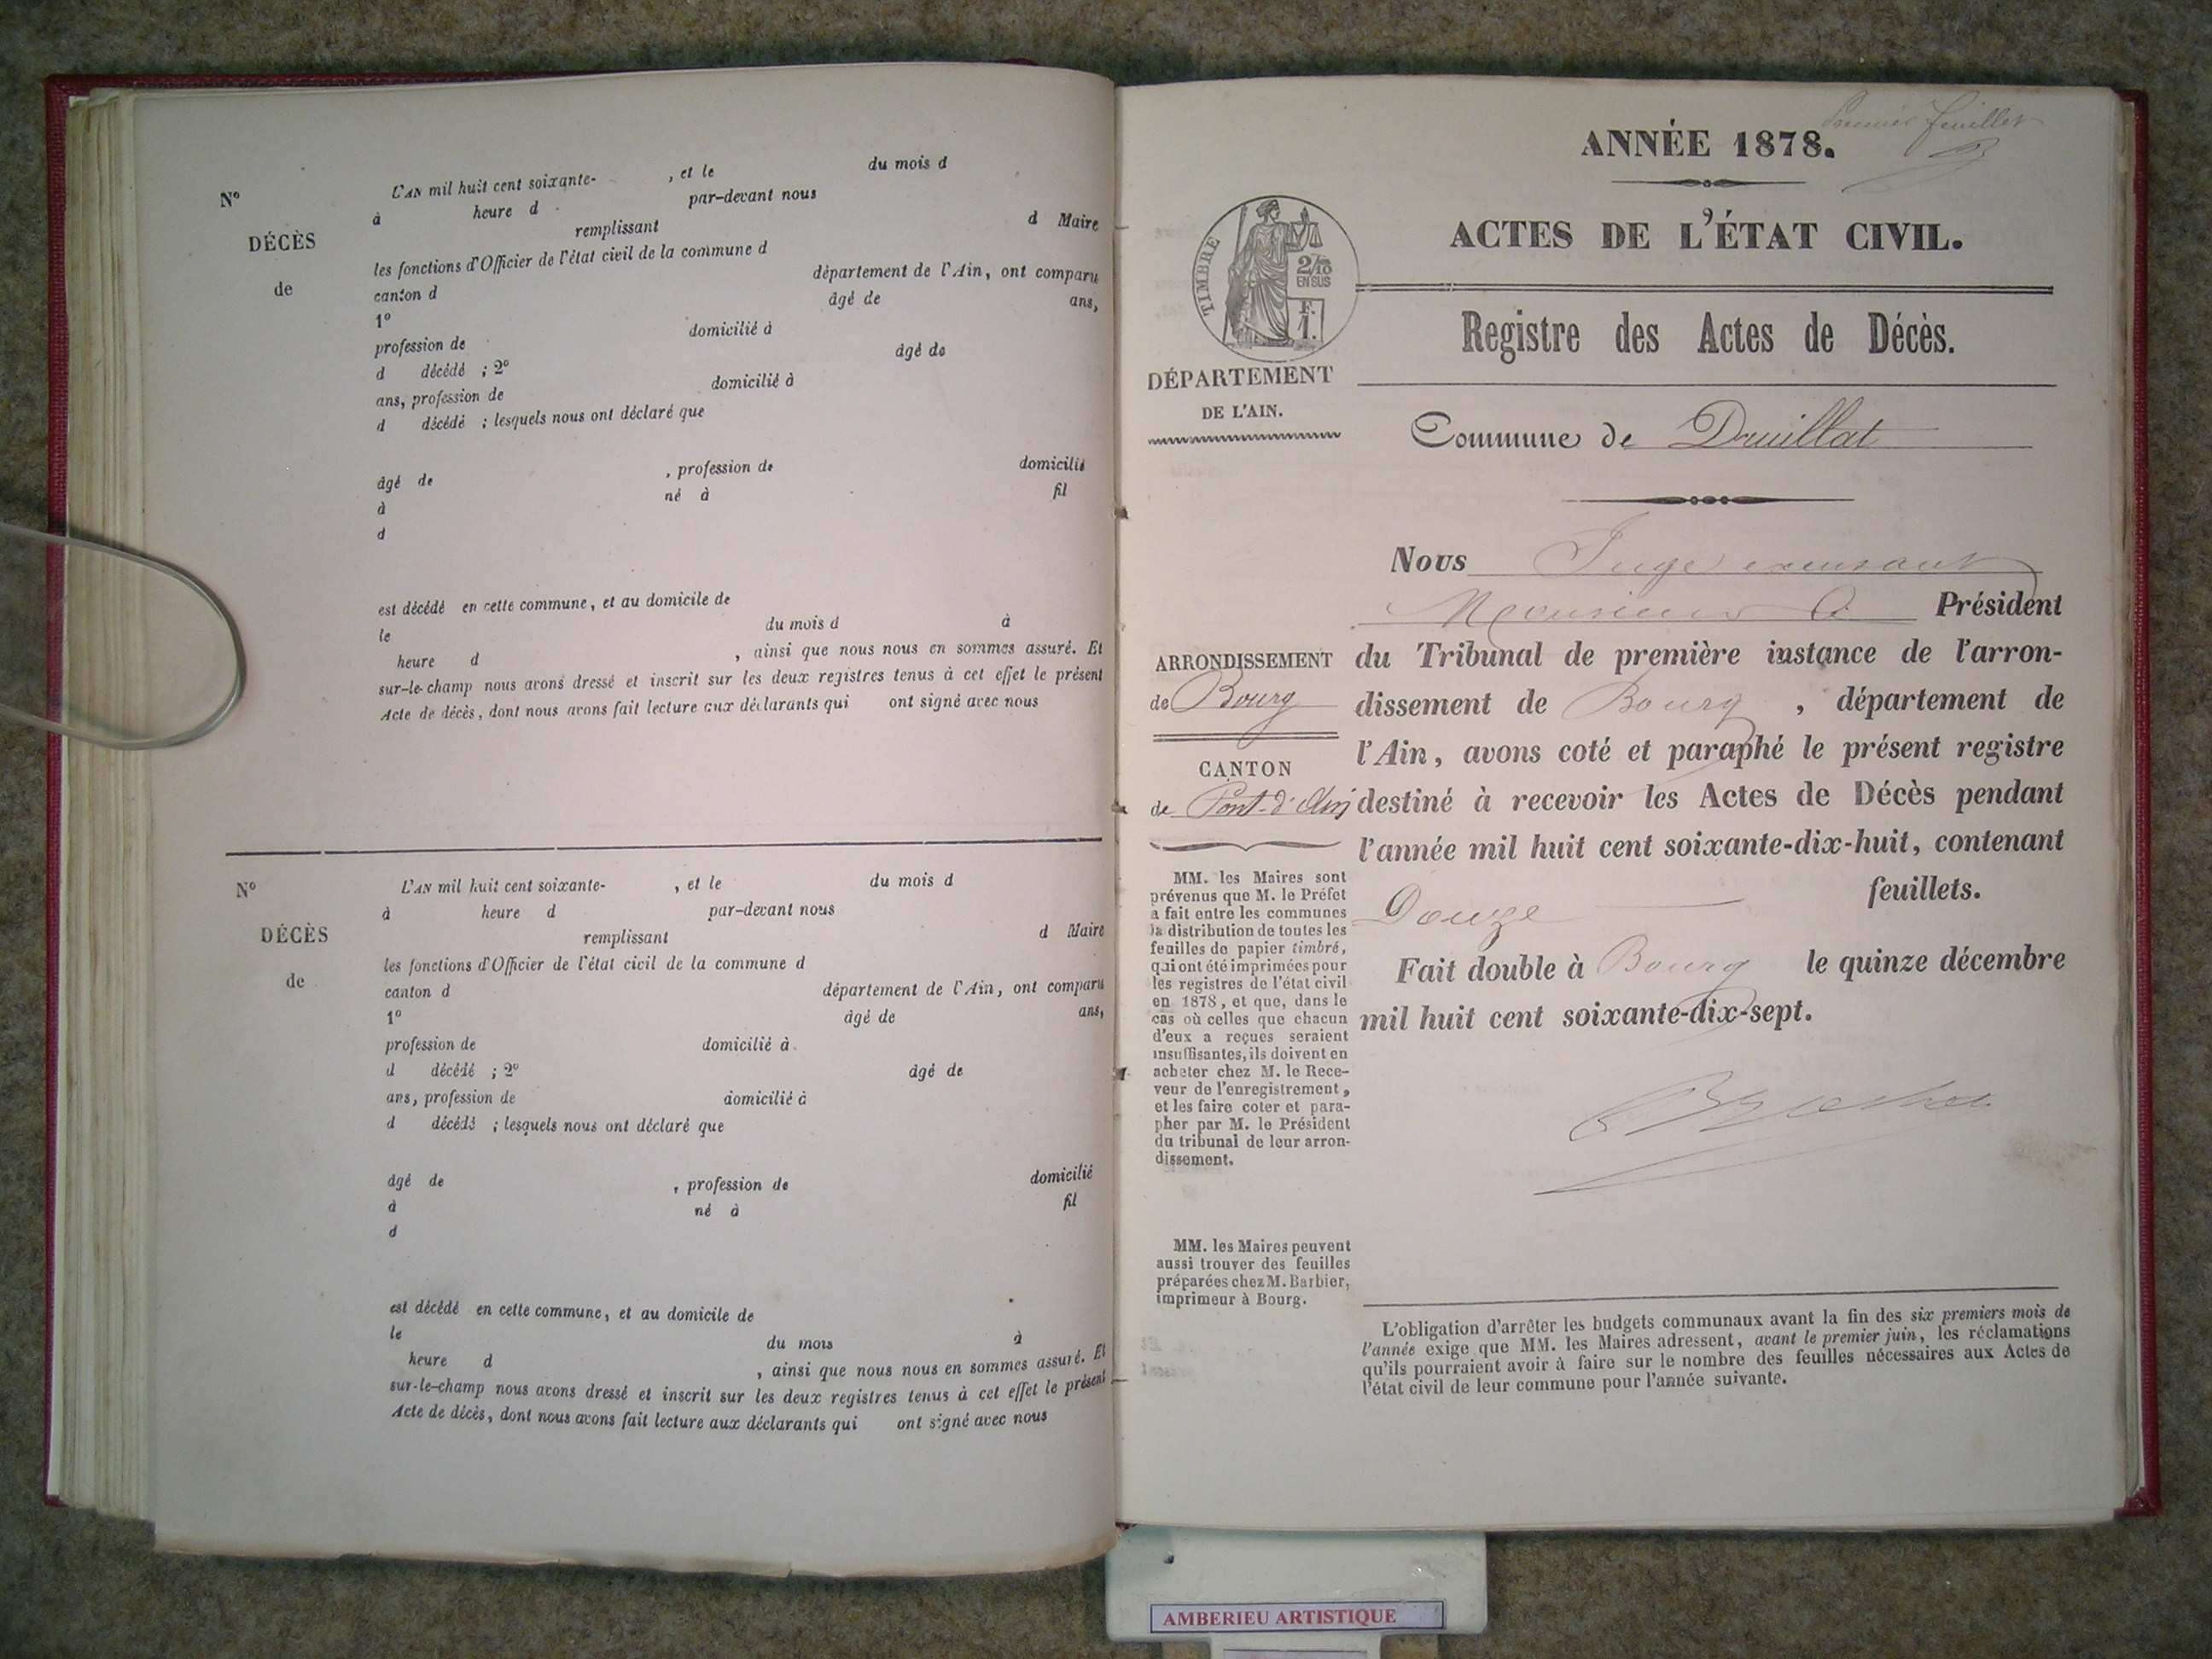 L'AN mil huit cent soixante- , et le du mois d
N° à heure d par-devant nous
remplissant d Maire
DÉCÈS les fonctions d'Officier de l'état civil de la commune d
de canton d département de l'Ain, ont comparu
1° âgé de ans,
profession de domicilié à
d décédé ; 2° âgé de
ans, profession de domicilié à
d décédé ; lesquels nous ont déclaré que
âgé de , profession de domicilié
à né à fil
d
est décédé en cette commune, et au domicile de
le du mois d à
heure d , ainsi que nous nous en sommes assuré. Et
sur-le-champ nous avons dressé et inscrit sur les deux registres tenus à cet effet le présent
Acte de décès, dont nous avons fait lecture aux déclarants qui ont signé avec nous
N° L'AN mil huit cent soixante- , et le du mois d
à heure d par-devant nous
DÉCÈS remplissant d Maire
les fonctions d'Officier de l'état civil de la commune d
de canton d département de l'Ain, ont comparu
1° âgé de ans,
profession de domicilié à
d décédé ; 2° âgé de
ans, profession de domicilié à
d décédé ; lesquels nous ont déclaré que
âgé de , profession de domicilié
à né à fil
d
est décédé en cette commune, et au domicile de
le du mois à
heure d , ainsi que nous nous en sommes assuré. Et
sur-le-champ nous avons dressé et inscrit sur les deux registres tenus à cet effet le présent
Acte de décès, dont nous avons fait lecture aux déclarants qui ont signé avec nous
Premier feuillet
ANNÉE 1878.
ACTES DE L'ÉTAT CIVIL.
Registre des Actes de Décès.
TIMBRE
2/10
EN SUS
F.
1.
DÉPARTEMENT
DE L'AIN.
Commune de Druillat
ARRONDISSEMENT
de Bourg
CANTON
de Pont-d'Ain
MM. les Maires sont
prévenus que M. le Préfet
a fait entre les communes
la distribution de toutes les
feuilles de papier timbré,
qui ont été imprimées pour
les registres de l'état civil
en 1878, et que, dans le
cas où celles que chacun
d'eux a reçues seraient
insuffisantes, ils doivent en
acheter chez M. le Rece-
veur de l'enregistrement,
et les faire coter et para-
pher par M. le Président
du tribunal de leur arron-
dissement.
MM. les Maires peuvent
aussi trouver des feuilles
préparées chez M. Barbier,
imprimeur à Bourg.
Nous Juge
Monsieur Président
du Tribunal de première instance de l'arron-
dissement de Bourg , département de
l'Ain, avons coté et paraphé le présent registre
destiné à recevoir les Actes de Décès pendant
l'année mil huit cent soixante-dix-huit, contenant
Douze feuillets.
Fait double à Bourg le quinze décembre
mil huit cent soixante-dix-sept.
L'obligation d'arrêter les budgets communaux avant la fin des six premiers mois de
l'année exige que MM. les Maires adressent, avant le premier juin, les réclamations
qu'ils pourraient avoir à faire sur le nombre des feuilles nécessaires aux Actes de
l'état civil de leur commune pour l'année suivante.
AMBERIEU ARTISTIQUE